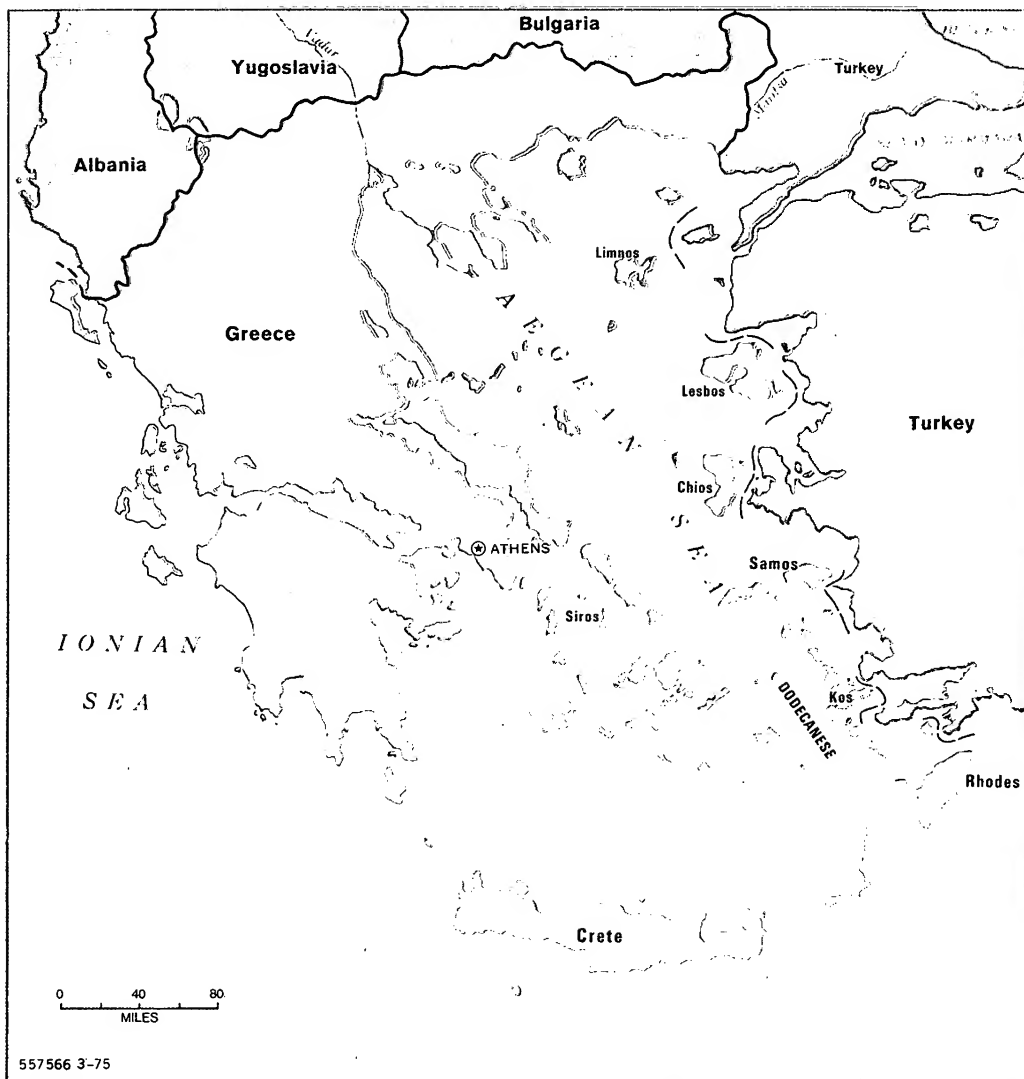 Bulgaria
Yugoslavia
Vardar
Turkey
Albania
Limnos
Greece
AEGEAN SEA
Lesbos
Turkey
Chios
ATHENS
Samos
Siros
IONIAN
SEA
DODECANESE
Kos
Rhodes
Crete
0 40 80
MILES
557566 3-75